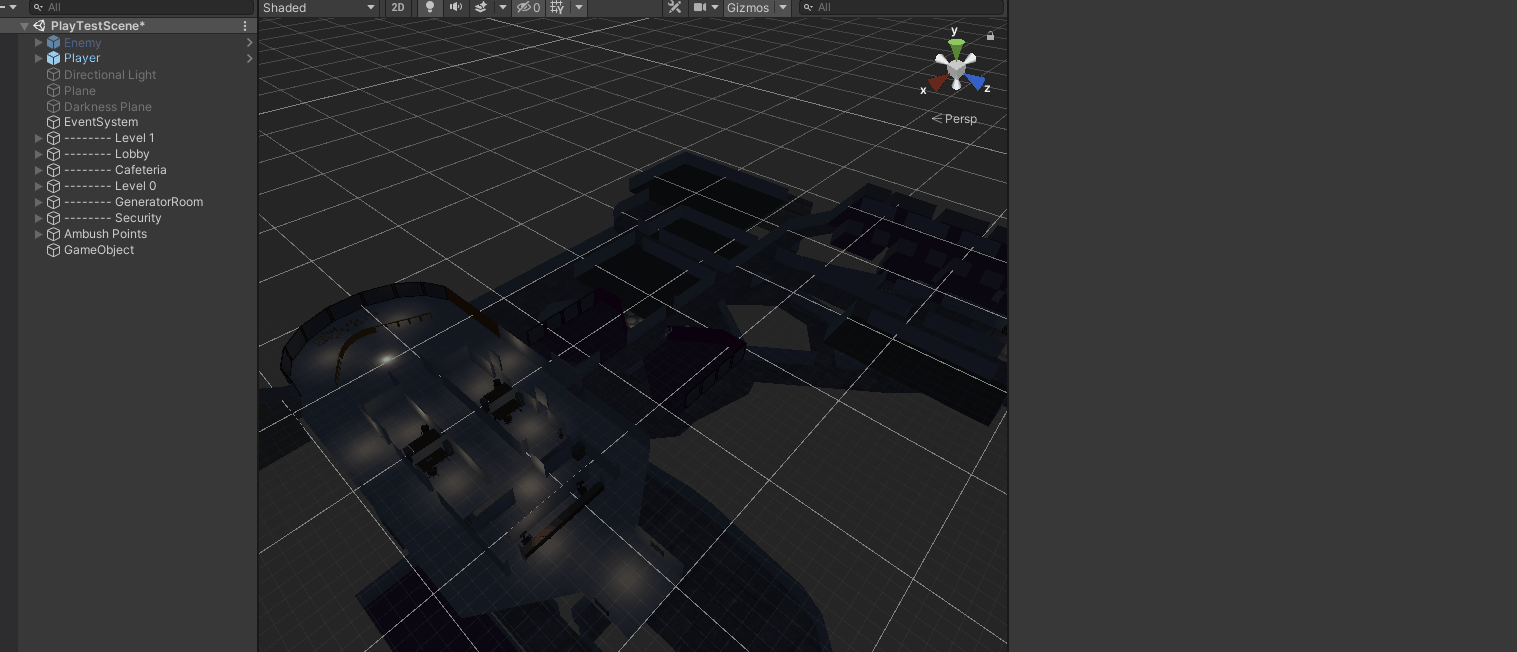 All
Shaded
2D
0
Gizmos
All
PlayTestScene*
Enemy
Player
Directional Light
Plane
Darkness Plane
EventSystem
-------- Level 1
-------- Lobby
-------- Cafeteria
-------- Level 0
-------- GeneratorRoom
-------- Security
Ambush Points
GameObject
y
x
z
Persp